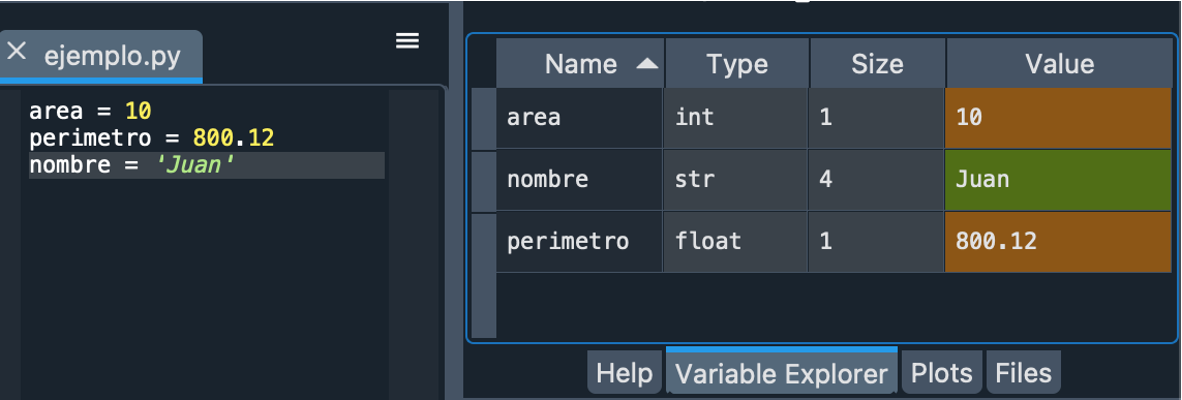 ejemplo.py
area = 10
perimetro = 800.12
nombre = 'Juan'
Name Type Size Value
area int 1 10
nombre str 4 Juan
perimetro float 1 800.12
Help Variable Explorer Plots Files